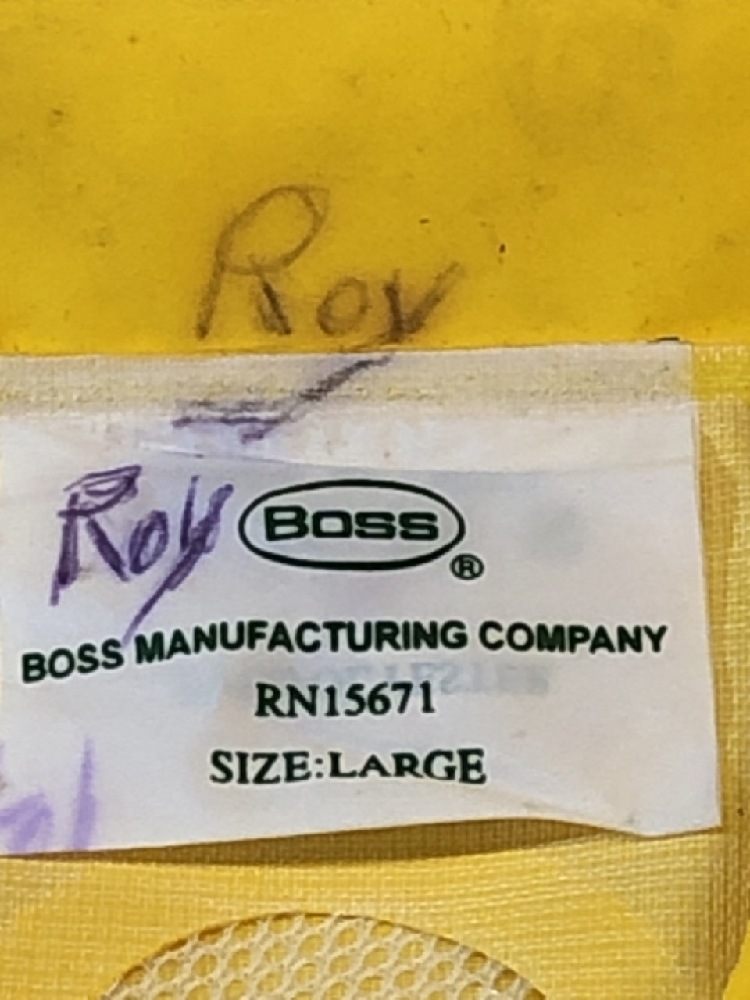 Roy
Roy BOSS ®
BOSS MANUFACTURING COMPANY
RN15671
SIZE:LARGE